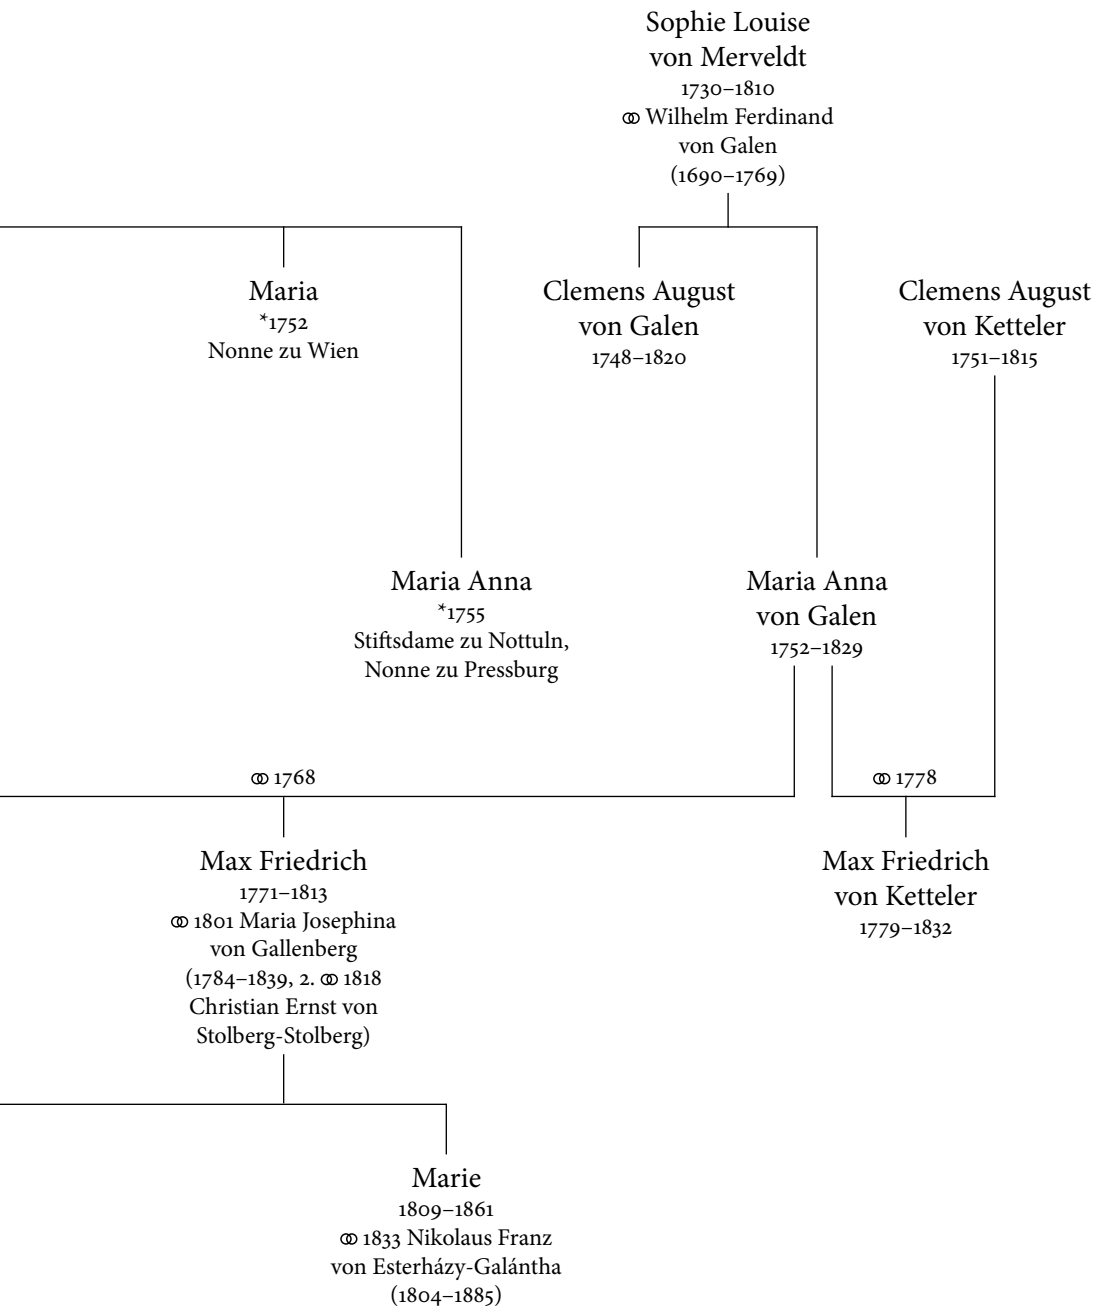 Sophie Louise
von Merveldt
1730–1810
⚭ Wilhelm Ferdinand
von Galen
(1690–1769)
Maria
*1752
Nonne zu Wien
Clemens August
von Galen
1748–1820
Clemens August
von Ketteler
1751–1815
Maria Anna
*1755
Stiftsdame zu Nottuln,
Nonne zu Pressburg
Maria Anna
von Galen
1752–1829
⚭ 1768
⚭ 1778
Max Friedrich
1771–1813
⚭ 1801 Maria Josephina
von Gallenberg
(1784–1839, 2. ⚭ 1818
Christian Ernst von
Stolberg-Stolberg)
Max Friedrich
von Ketteler
1779–1832
Marie
1809–1861
⚭ 1833 Nikolaus Franz
von Esterházy-Galántha
(1804–1885)